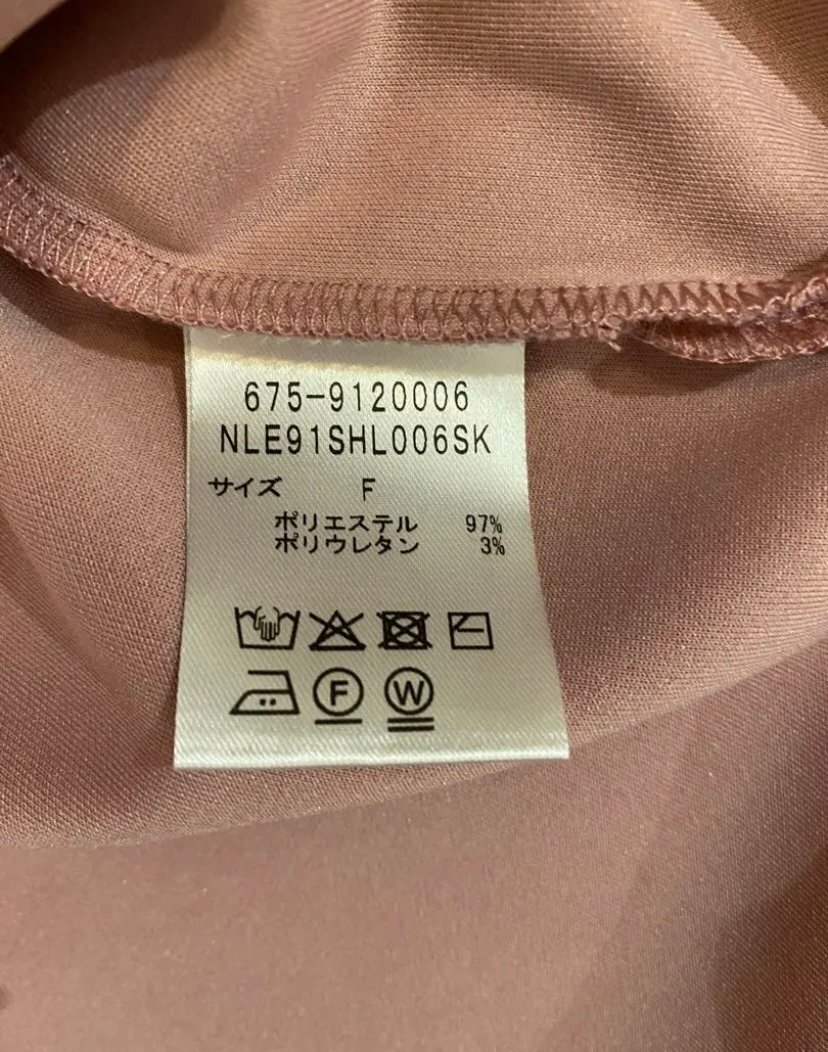 675-9120006
NLE91SHL006SK
サイズ F
ポリエステル 97%
ポリウレタン 3%
F W